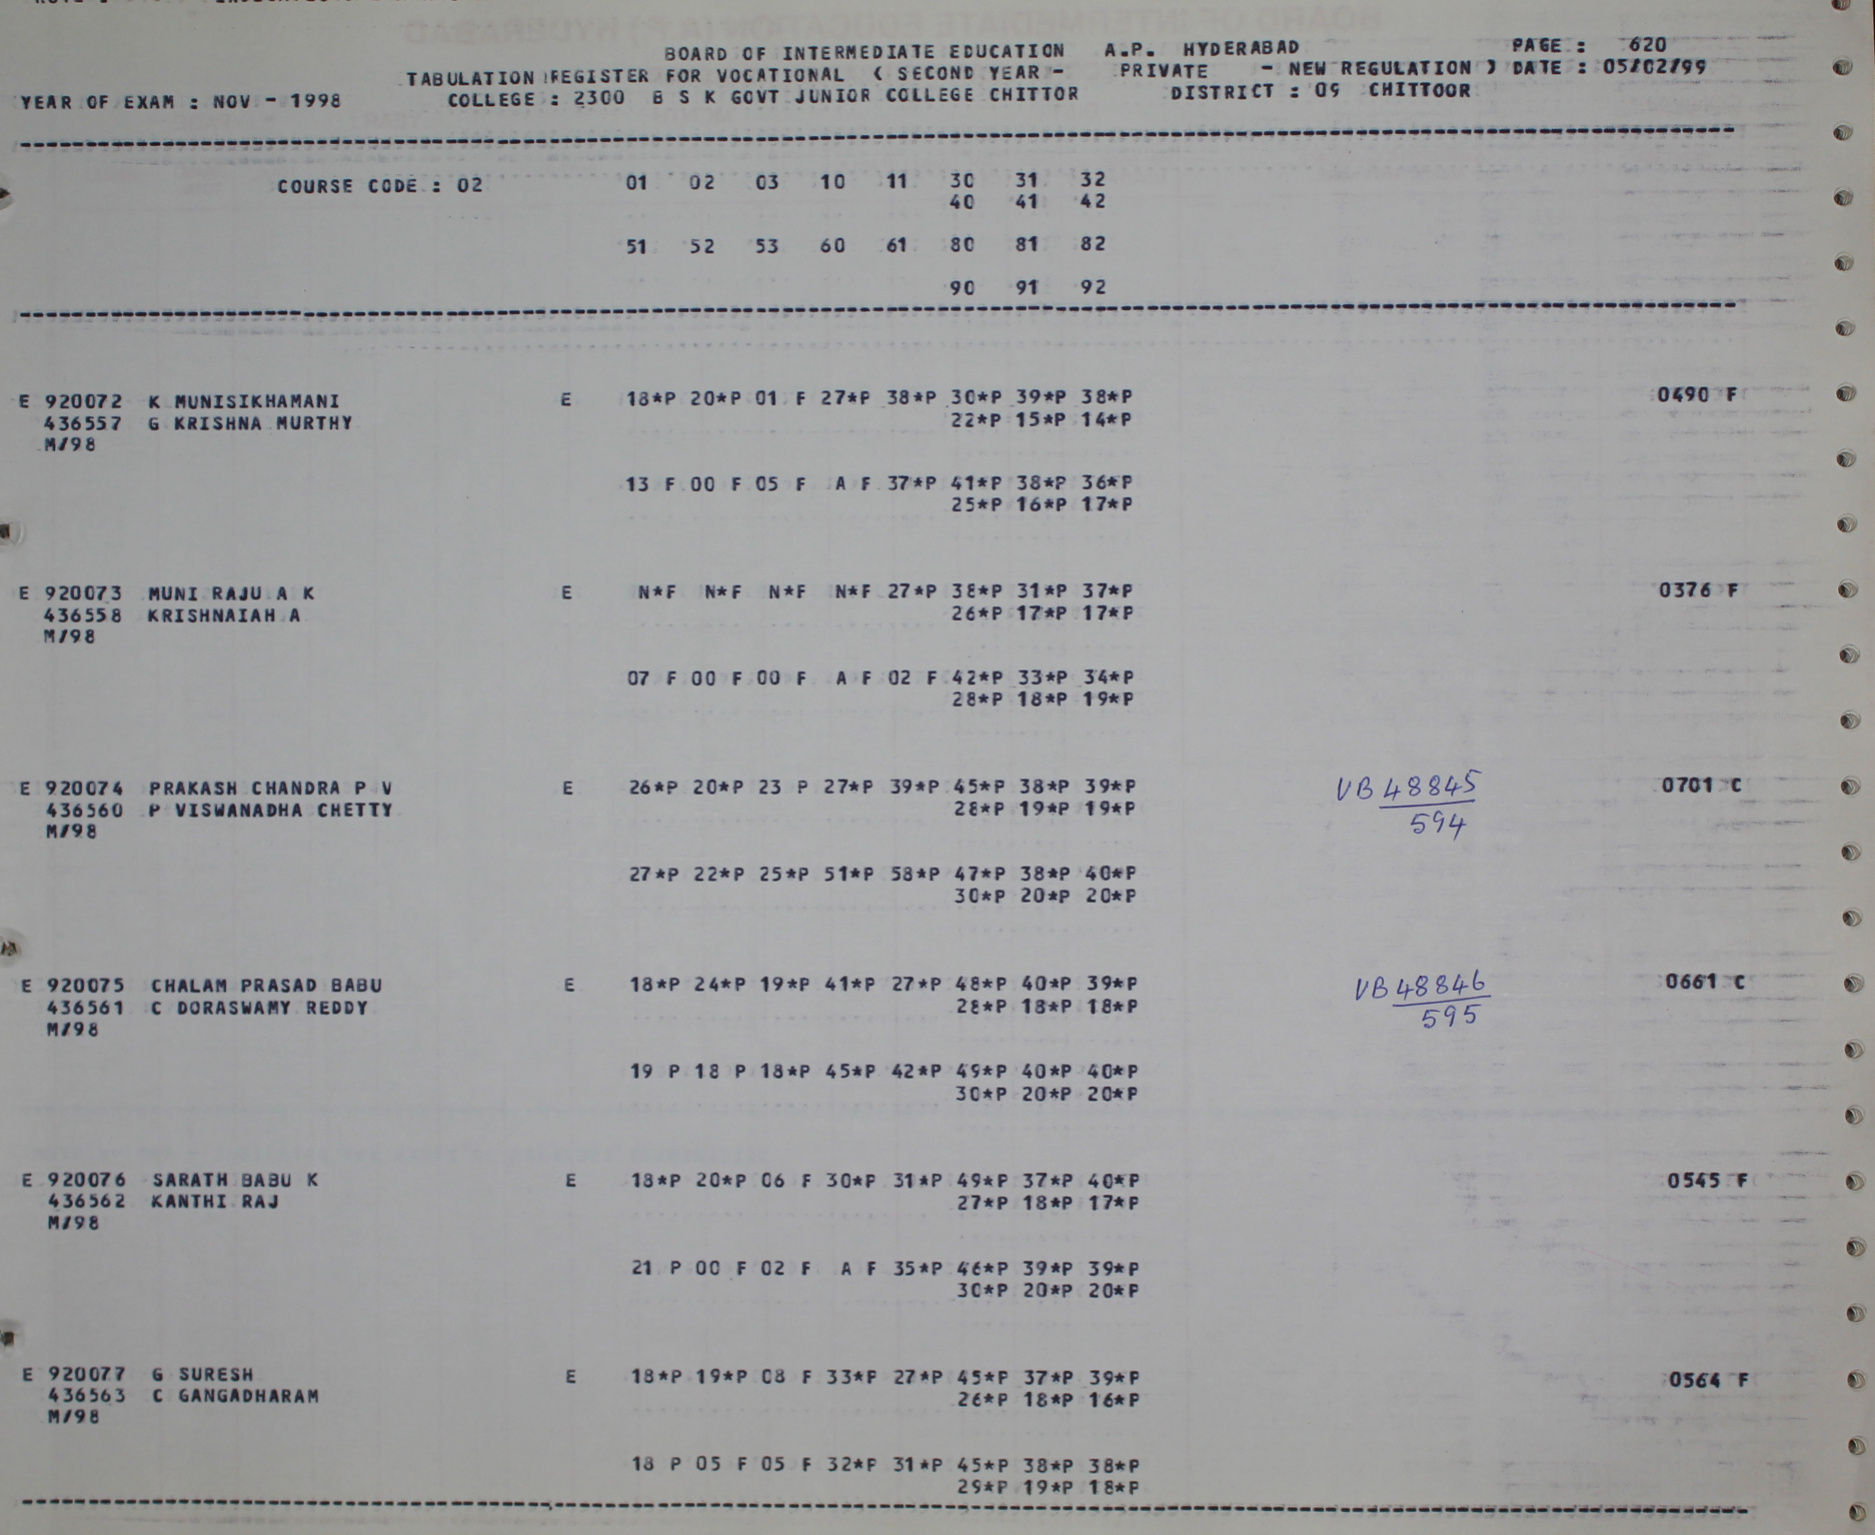 BOARD OF INTERMEDIATE EDUCATION A.P. HYDERABAD PAGE : 620
TABULATION REGISTER FOR VOCATIONAL ( SECOND YEAR - PRIVATE - NEW REGULATION ) DATE : 05/02/99
YEAR OF EXAM : NOV - 1998 COLLEGE : 2300 B S K GOVT JUNIOR COLLEGE CHITTOR DISTRICT : 09 CHITTOOR
COURSE CODE : 02 01 02 03 10 11 30 31 32
40 41 42
51 52 53 60 61 80 81 82
90 91 92
E 920072 K MUNISIKHAMANI E 18*P 20*P 01 F 27*P 38*P 30*P 39*P 38*P 0490 F
436557 G KRISHNA MURTHY 22*P 15*P 14*P
M/98
13 F 00 F 05 F A F 37*P 41*P 38*P 36*P
25*P 16*P 17*P
E 920073 MUNI RAJU A K E N*F N*F N*F N*F 27*P 38*P 31*P 37*P 0376 F
436558 KRISHNAIAH A 26*P 17*P 17*P
M/98
07 F 00 F 00 F A F 02 F 42*P 33*P 34*P
28*P 18*P 19*P
E 920074 PRAKASH CHANDRA P V E 26*P 20*P 23 P 27*P 39*P 45*P 38*P 39*P VB 48845 0701 C
436560 P VISWANADHA CHETTY 28*P 19*P 19*P 594
M/98
27*P 22*P 25*P 51*P 58*P 47*P 38*P 40*P
30*P 20*P 20*P
E 920075 CHALAM PRASAD BABU E 18*P 24*P 19*P 41*P 27*P 48*P 40*P 39*P VB 48846 0661 C
436561 C DORASWAMY REDDY 28*P 18*P 18*P 595
M/98
19 P 18 P 18*P 45*P 42*P 49*P 40*P 40*P
30*P 20*P 20*P
E 920076 SARATH BABU K E 18*P 20*P 06 F 30*P 31*P 49*P 37*P 40*P 0545 F
436562 KANTHI RAJ 27*P 18*P 17*P
M/98
21 P 00 F 02 F A F 35*P 46*P 39*P 39*P
30*P 20*P 20*P
E 920077 G SURESH E 18*P 19*P 08 F 33*P 27*P 45*P 37*P 39*P 0564 F
436563 C GANGADHARAM 26*P 18*P 16*P
M/98
18 P 05 F 05 F 32*P 31*P 45*P 38*P 38*P
29*P 19*P 18*P